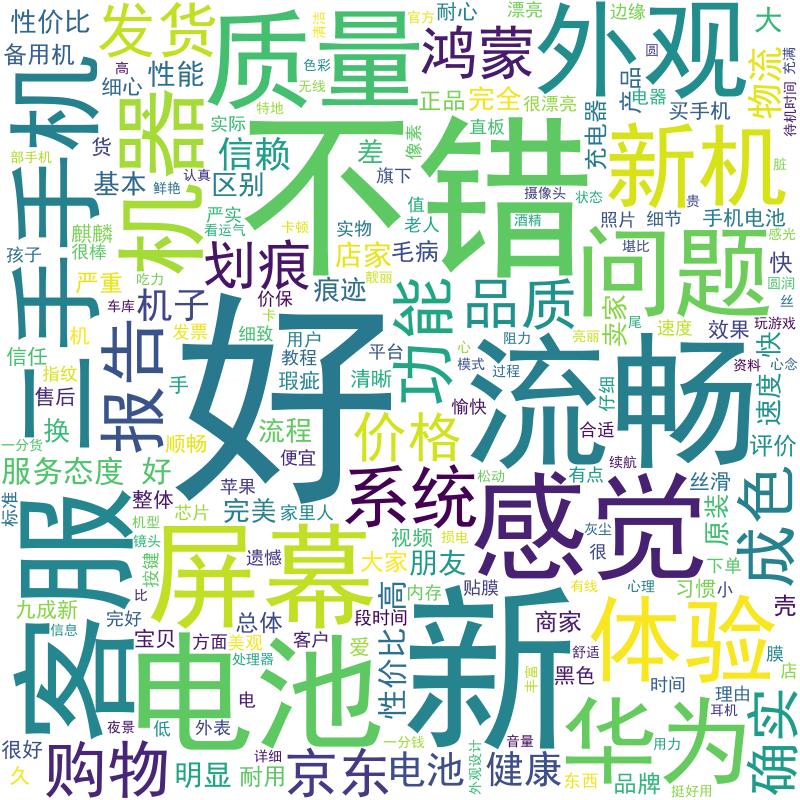 性价比
发货
质量
鸿蒙
耐心
漂亮
边缘
外观
大
高清
官方
色彩
圆
充满
备用机
性能
细心
高
无线
特地
正品
完全
很漂亮
产品
电器
买手机
物流
待机时间
二手手机
部手机
货
机器
认真
实际
信赖
差
像素
直板
充电器
新机
脏
基本
鲜艳
区别
不错
旗下
摄像头
状态
贵
麒麟
很棒
严实
看运气
卡顿
值
老人
实物
店家
毛病
酒精
照片
细节
手机电池
孩子
严重
吃力
划痕
靓丽
堪比
问题
感光
快
车库
机子
价保
痕迹
功能
品质
卖家
圆润
丝
机
发票
卡
细致
用户
平台
心
阻力
亮丽
尾
速度
效果
玩游戏
信任
指纹
报告
手
好
教程
模式
过程
流畅
资料
心念
售后
瑕疵
清晰
仔细
速度
快
换
顺畅
流程
价格
愉快
合适
评价
一分货
服务态度
好
便宜
续航
标准
整体
苹果
系统
松动
感觉
有点
丝滑
芯片
完美
家里人
原装
成色
客服
机型
镜头
按键
屏幕
视频
损电
灰尘
很
下单
遗憾
大家
朋友
九成新
比
高
内存
贴膜
新
有线
心理
习惯
小
壳
信息
完好
总体
段时间
性价比
商家
体验
宝贝
方面
美观
客户
爱
丰富
舒适
黑色
膜
处理器
电池
时间
店
夜景
电
外表
低
理由
耳机
确实
很好
久
购物
明显
详细
耐用
京东
一分钱
电池
音量
外观设计
健康
华为
东西
品牌
用力
挺好用